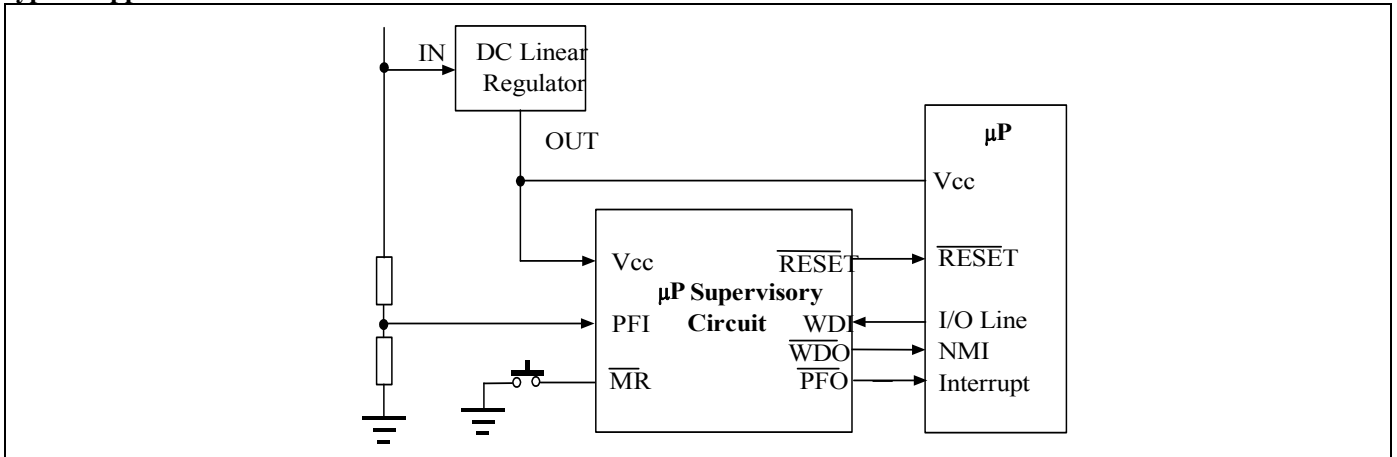 IN
DC Linear
Regulator
OUT
µP
Vcc
Vcc
RESET
RESET
µP Supervisory
Circuit
PFI
WDI
I/O Line
WDO
NMI
MR
PFO
Interrupt